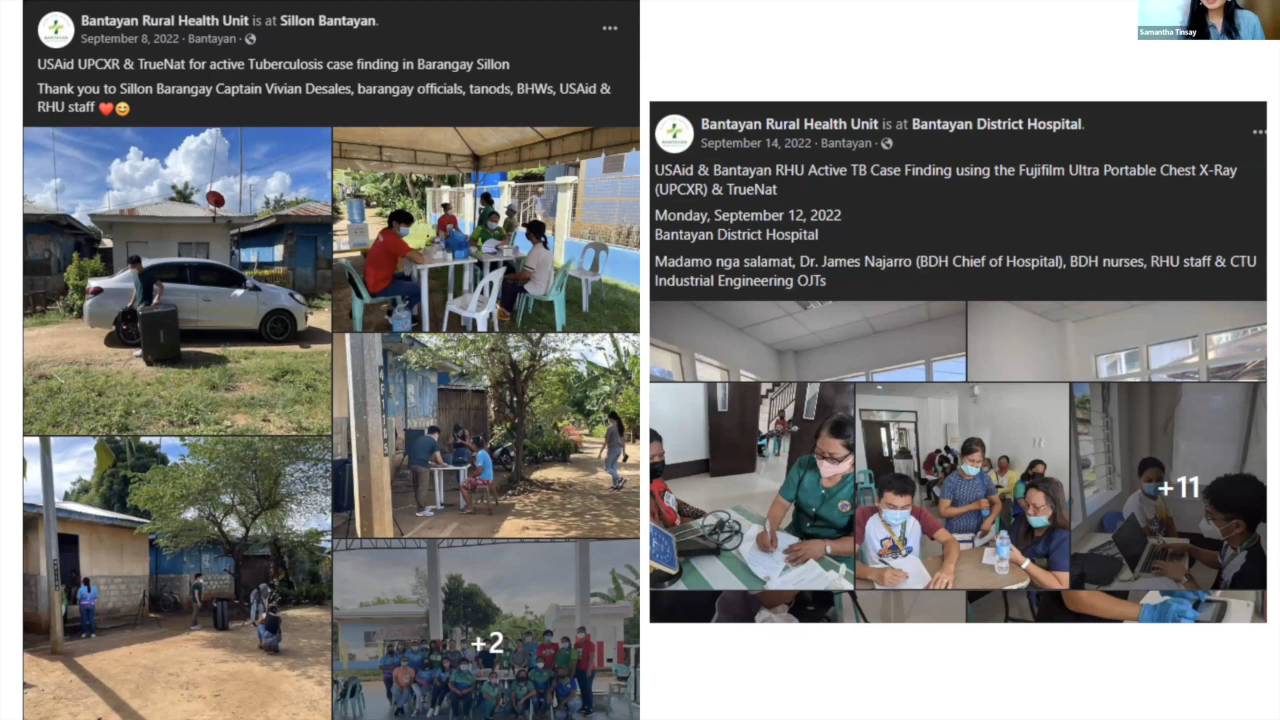 Bantayan Rural Health Unit is at Sillon Bantayan.
September 8, 2022 · Bantayan ·
USAid UPCXR & TrueNat for active Tuberculosis case finding in Barangay Sillon
Thank you to Sillon Barangay Captain Vivian Desales, barangay officials, tanods, BHWs, USAid &
RHU staff ❤️😊
+2
Samantha Tinsay
Bantayan Rural Health Unit is at Bantayan District Hospital.
September 14, 2022 · Bantayan ·
USAid & Bantayan RHU Active TB Case Finding using the Fujifilm Ultra Portable Chest X-Ray
(UPCXR) & TrueNat
Monday, September 12, 2022
Bantayan District Hospital
Madamo nga salamat, Dr. James Najarro (BDH Chief of Hospital), BDH nurses, RHU staff & CTU
Industrial Engineering OJTs
+11